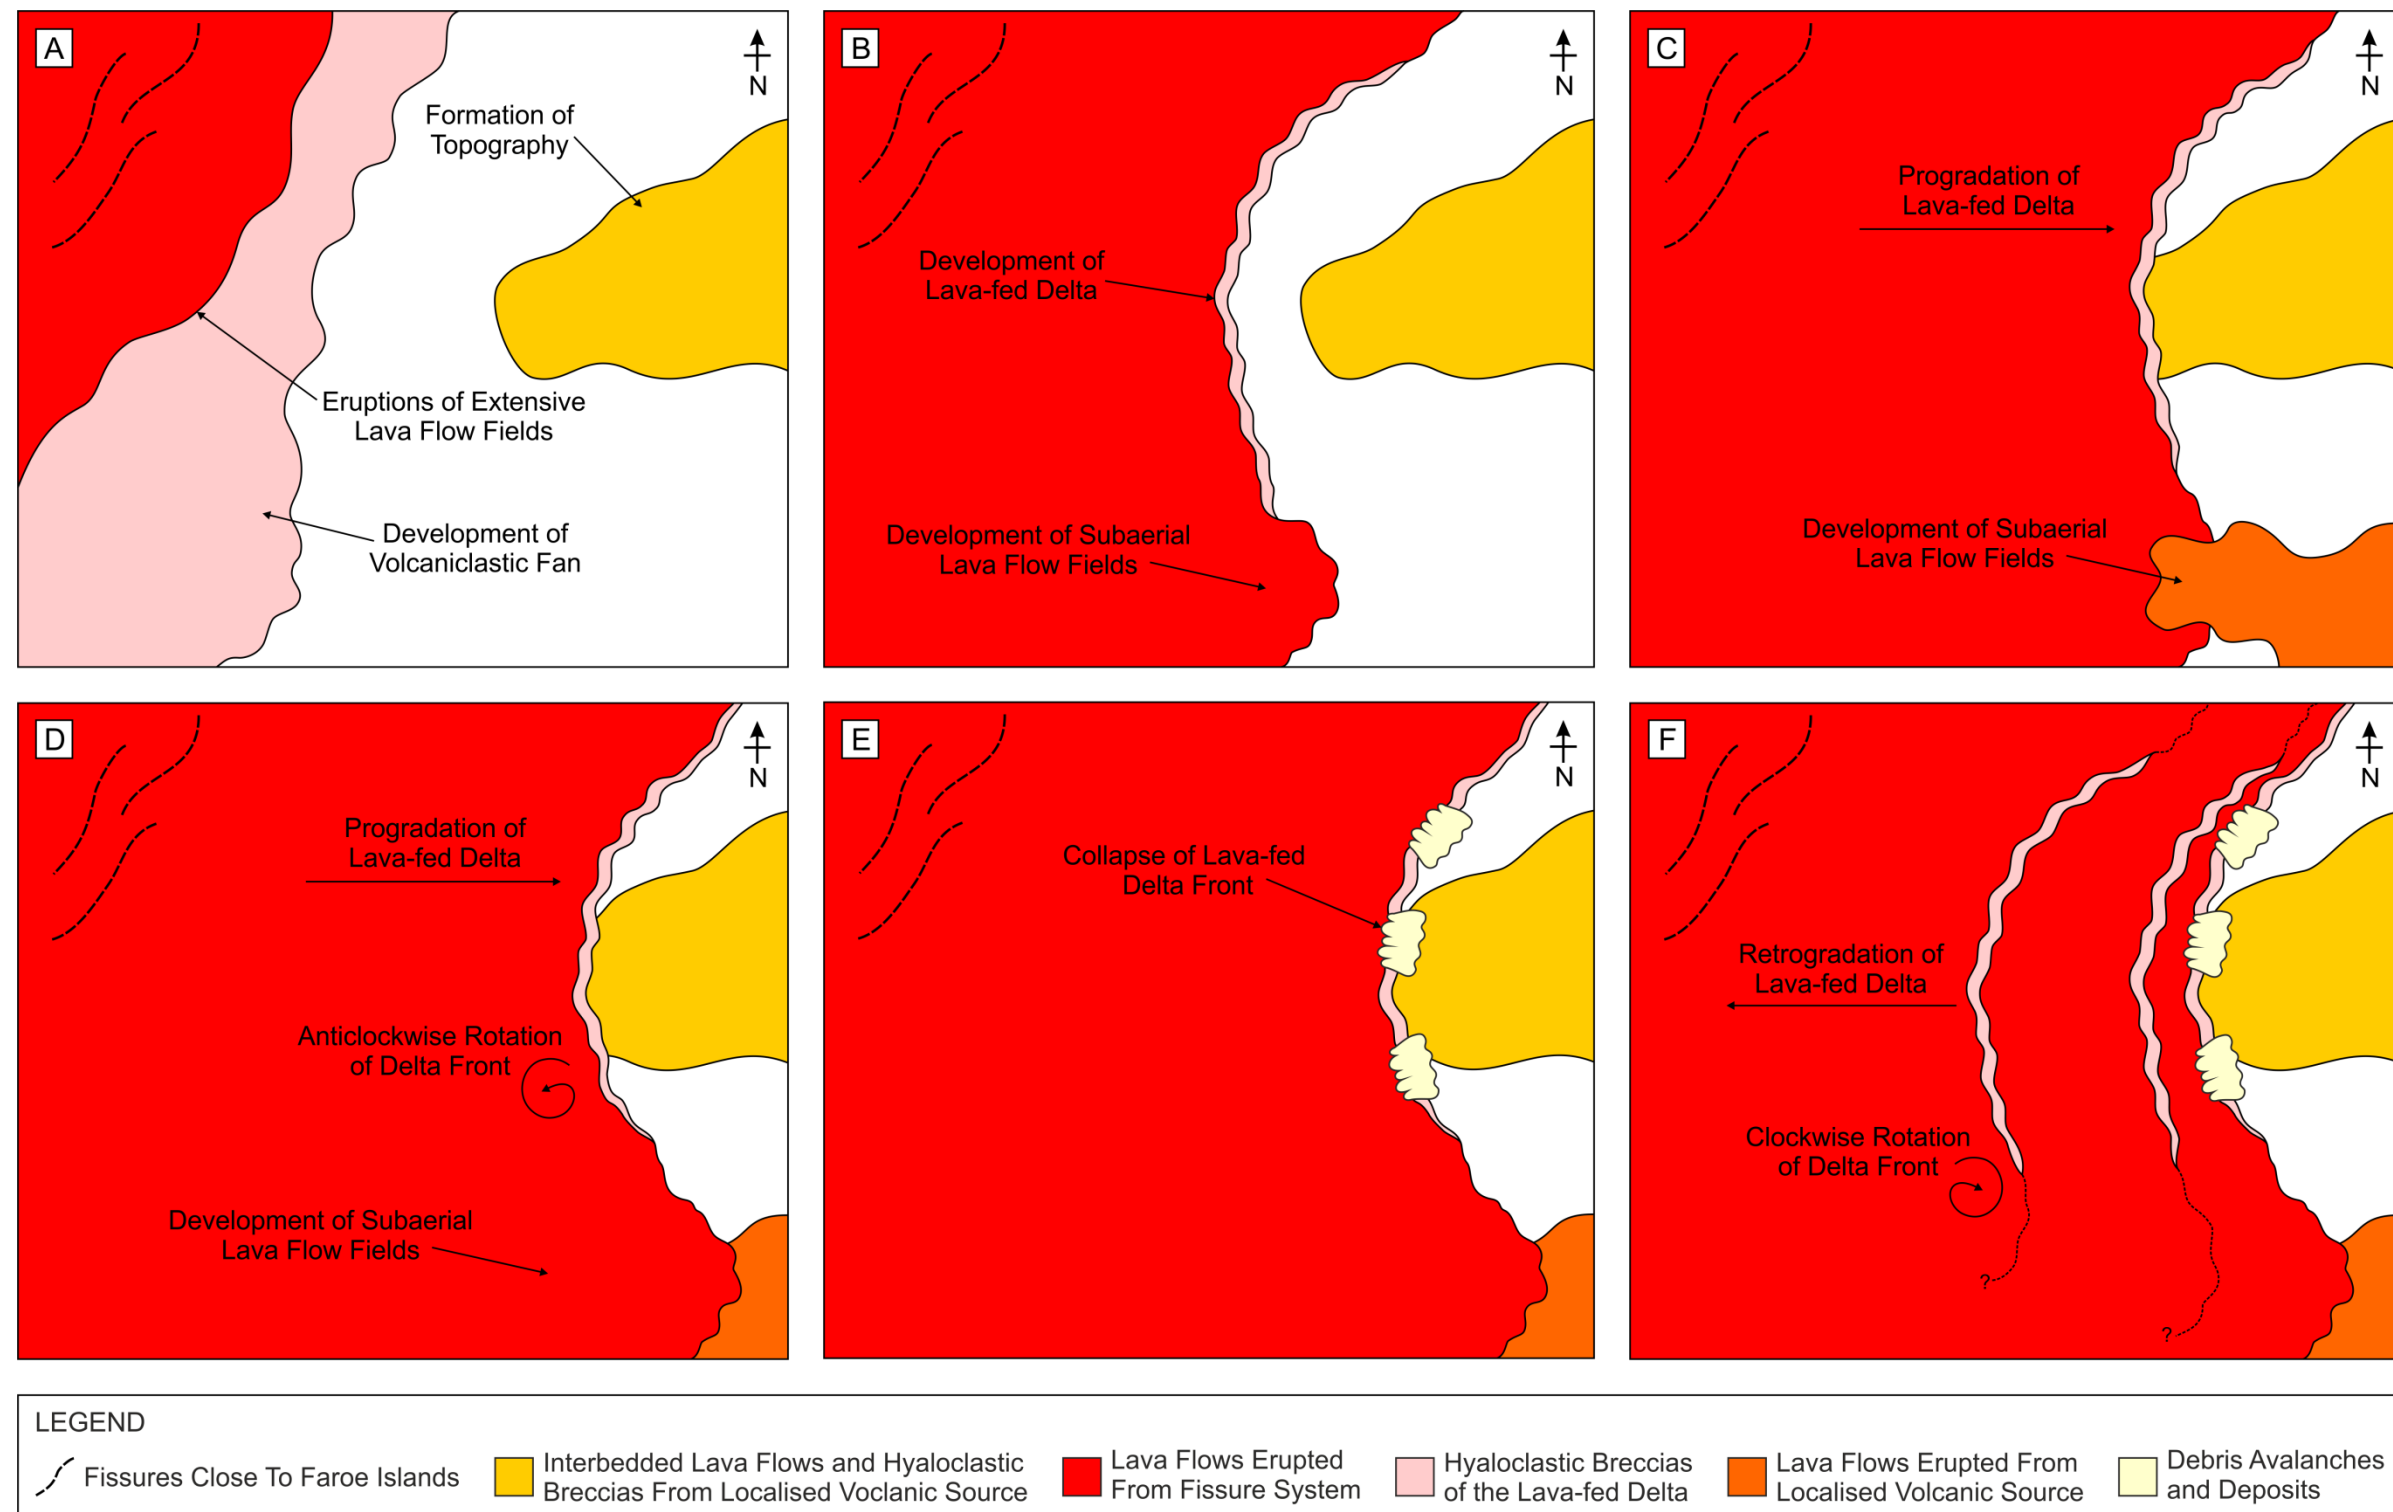 A
N
Formation of
Topography
Eruptions of Extensive
Lava Flow Fields
Development of
Volcaniclastic Fan
B
N
Development of
Lava-fed Delta
Development of Subaerial
Lava Flow Fields
C
N
Progradation of
Lava-fed Delta
Development of Subaerial
Lava Flow Fields
D
N
Progradation of
Lava-fed Delta
Anticlockwise Rotation
of Delta Front
Development of Subaerial
Lava Flow Fields
E
N
Collapse of Lava-fed
Delta Front
F
N
Retrogradation of
Lava-fed Delta
Clockwise Rotation
of Delta Front
?
?
LEGEND
Fissures Close To Faroe Islands
Interbedded Lava Flows and Hyaloclastic
Breccias From Localised Voclanic Source
Lava Flows Erupted
From Fissure System
Hyaloclastic Breccias
of the Lava-fed Delta
Lava Flows Erupted From
Localised Volcanic Source
Debris Avalanches
and Deposits